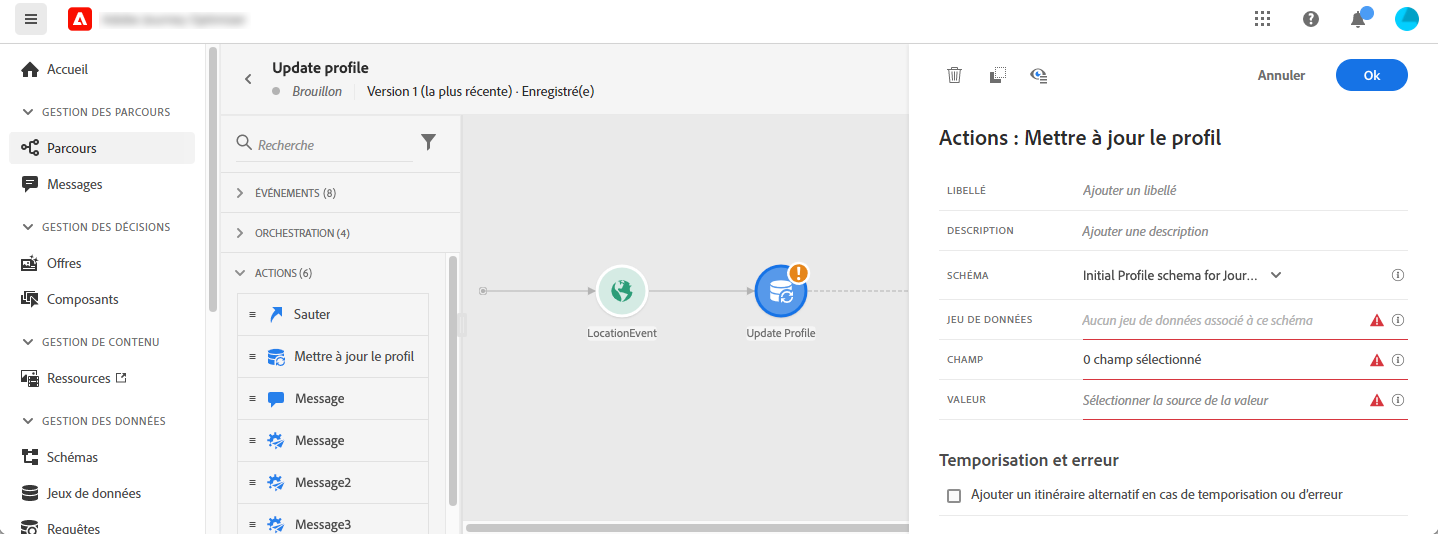 Accueil
GESTION DES PARCOURS
Parcours
Messages
GESTION DES DÉCISIONS
Offres
Composants
GESTION DE CONTENU
Ressources
GESTION DES DONNÉES
Schémas
Jeux de données
Requêtes
Update profile
Brouillon
Version 1 (la plus récente) · Enregistré(e)
Recherche
ÉVÉNEMENTS (8)
ORCHESTRATION (4)
ACTIONS (6)
Sauter
Mettre à jour le profil
Message
Message
Message2
Message3
LocationEvent
Update Profile
Annuler
Ok
Actions : Mettre à jour le profil
LIBELLÉ Ajouter un libellé
DESCRIPTION Ajouter une description
SCHÉMA Initial Profile schema for Jour...
JEU DE DONNÉES Aucun jeu de données associé à ce schéma
CHAMP 0 champ sélectionné
VALEUR Sélectionner la source de la valeur
Temporisation et erreur
Ajouter un itinéraire alternatif en cas de temporisation ou d'erreur